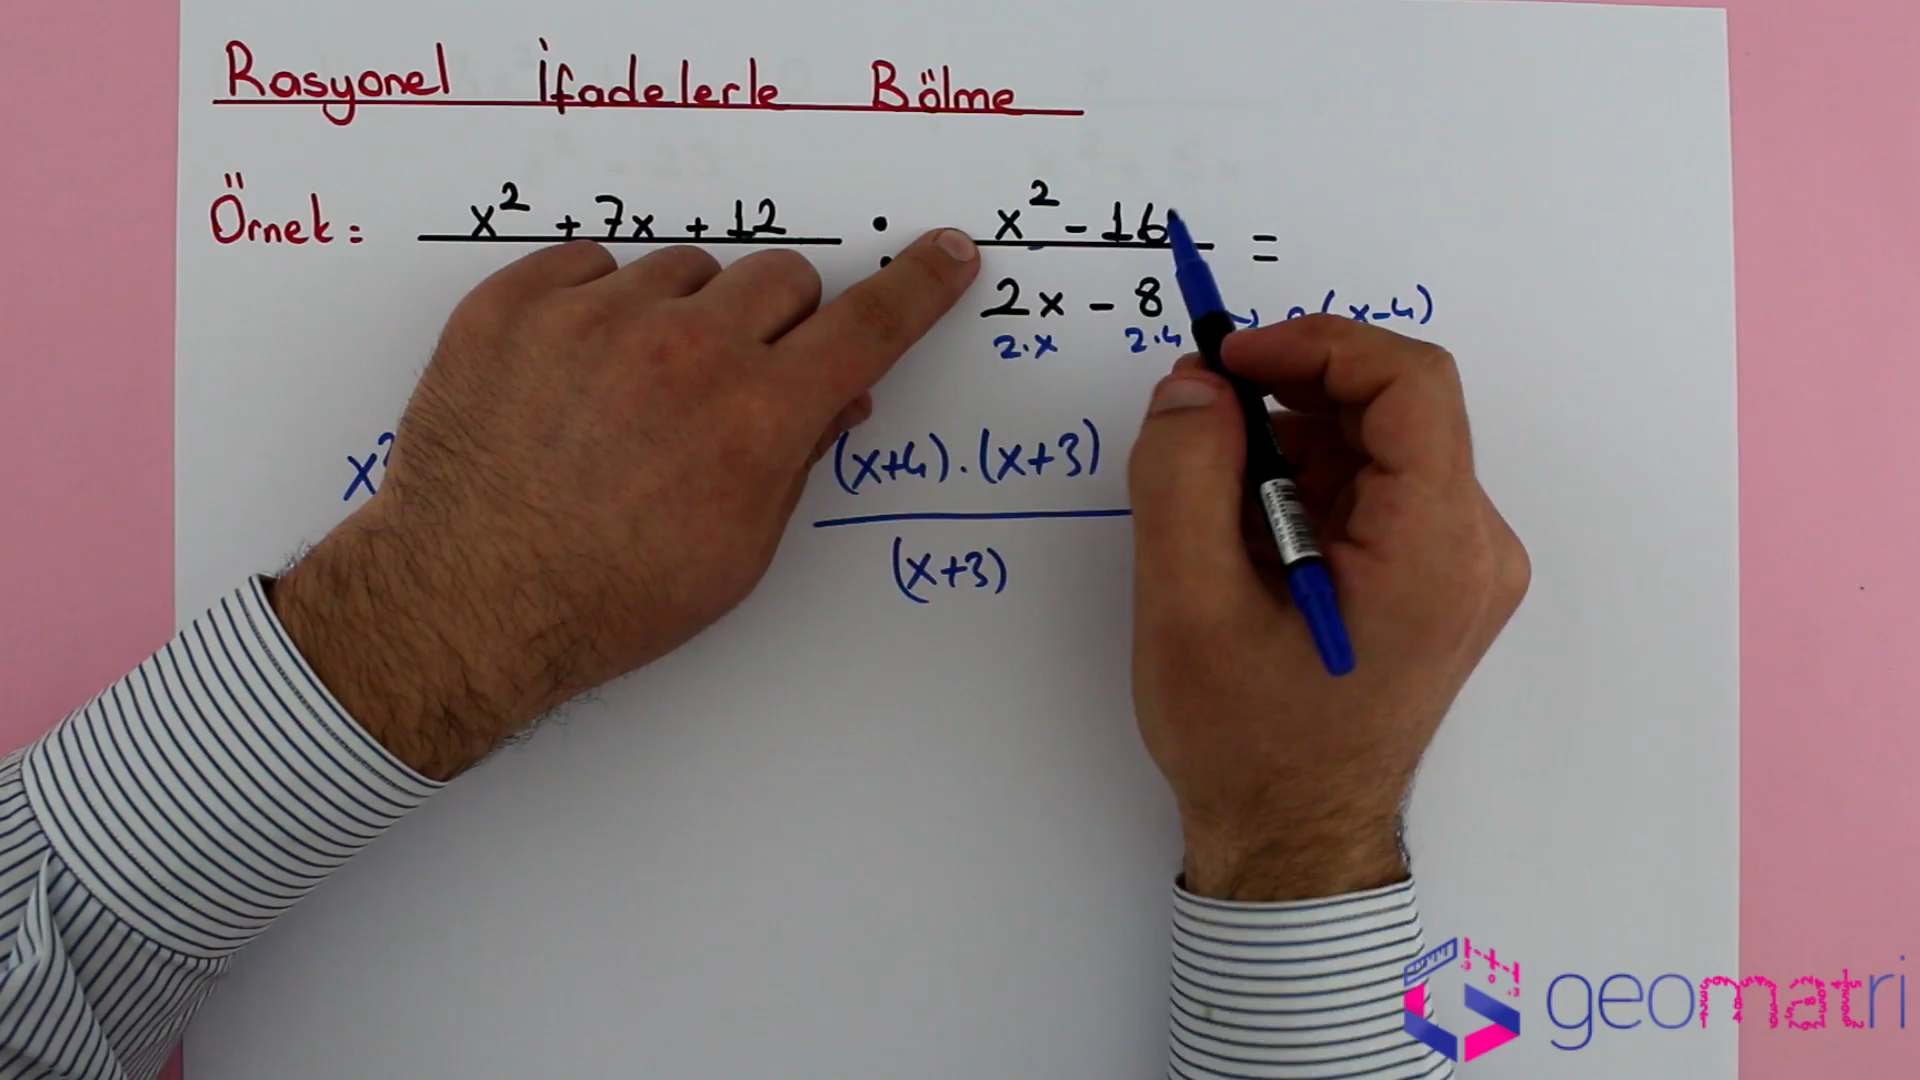 Rasyonel İfadelerle Bölme
Örnek: x² + 7x + 12 : x² - 16 =
2x - 8
2.x 2.4 → (x-4)
x² (x+4).(x+3)
(x+3)
geomatri